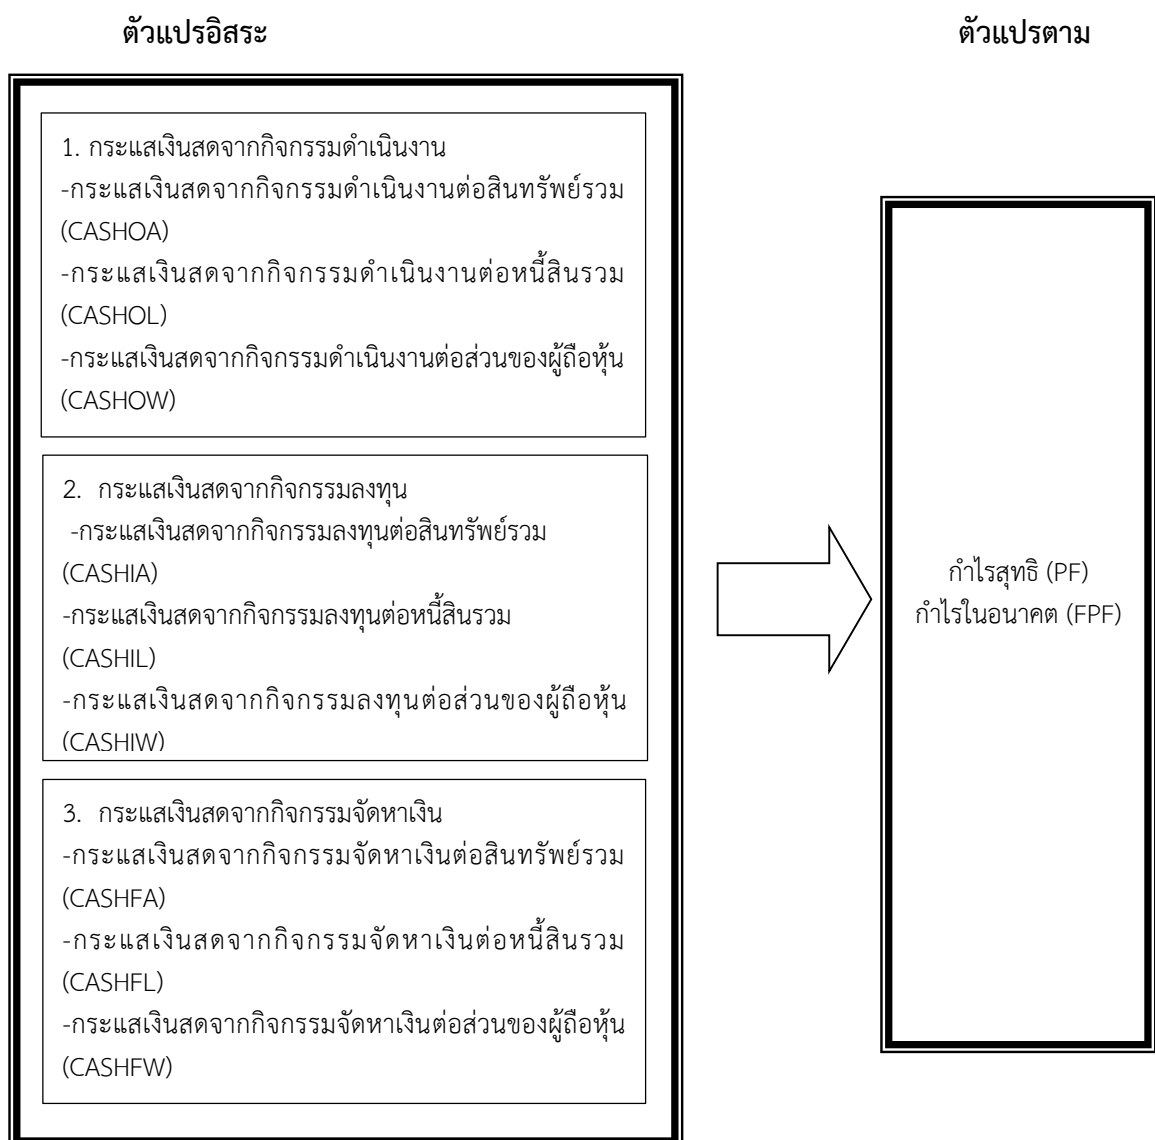 ตัวแปรอิสระ
ตัวแปรตาม
1. กระแสเงินสดจากกิจกรรมดำเนินงาน
-กระแสเงินสดจากกิจกรรมดำเนินงานต่อสินทรัพย์รวม
(CASHOA)
-กระแสเงินสดจากกิจกรรมดำเนินงานต่อหนี้สินรวม
(CASHOL)
-กระแสเงินสดจากกิจกรรมดำเนินงานต่อส่วนของผู้ถือหุ้น
(CASHOW)
2. กระแสเงินสดจากกิจกรรมลงทุน
-กระแสเงินสดจากกิจกรรมลงทุนต่อสินทรัพย์รวม
(CASHIA)
-กระแสเงินสดจากกิจกรรมลงทุนต่อหนี้สินรวม
(CASHIL)
-กระแสเงินสดจากกิจกรรมลงทุนต่อส่วนของผู้ถือหุ้น
(CASHIW)
3. กระแสเงินสดจากกิจกรรมจัดหาเงิน
-กระแสเงินสดจากกิจกรรมจัดหาเงินต่อสินทรัพย์รวม
(CASHFA)
-กระแสเงินสดจากกิจกรรมจัดหาเงินต่อหนี้สินรวม
(CASHFL)
-กระแสเงินสดจากกิจกรรมจัดหาเงินต่อส่วนของผู้ถือหุ้น
(CASHFW)
กำไรสุทธิ (PF)
กำไรในอนาคต (FPF)